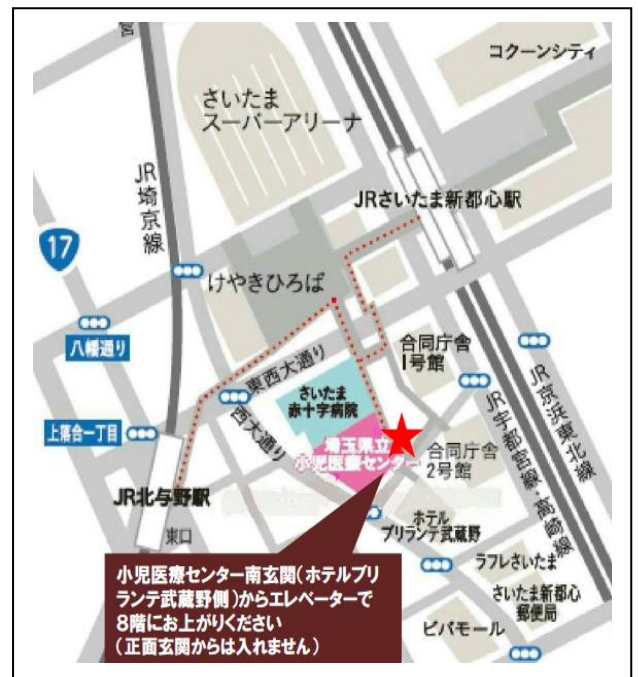 コクーンシティ
さいたま
スーパーアリーナ
JR埼京線
JRさいたま新都心駅
17
けやきひろば
八幡通り
東西大通り
合同庁舎
1号館
さいたま
赤十字病院
西大通り
上落合一丁目
埼玉県立
小児医療センター
合同庁舎
2号館
JR京浜東北線
JR宇都宮線・高崎線
JR北与野駅
東口
ホテル
ブリランテ武蔵野
ラフレさいたま
さいたま新都心
郵便局
ビバモール
小児医療センター南玄関(ホテルブリ
ランテ武蔵野側)からエレベーターで
8階にお上がりください
(正面玄関からは入れません)